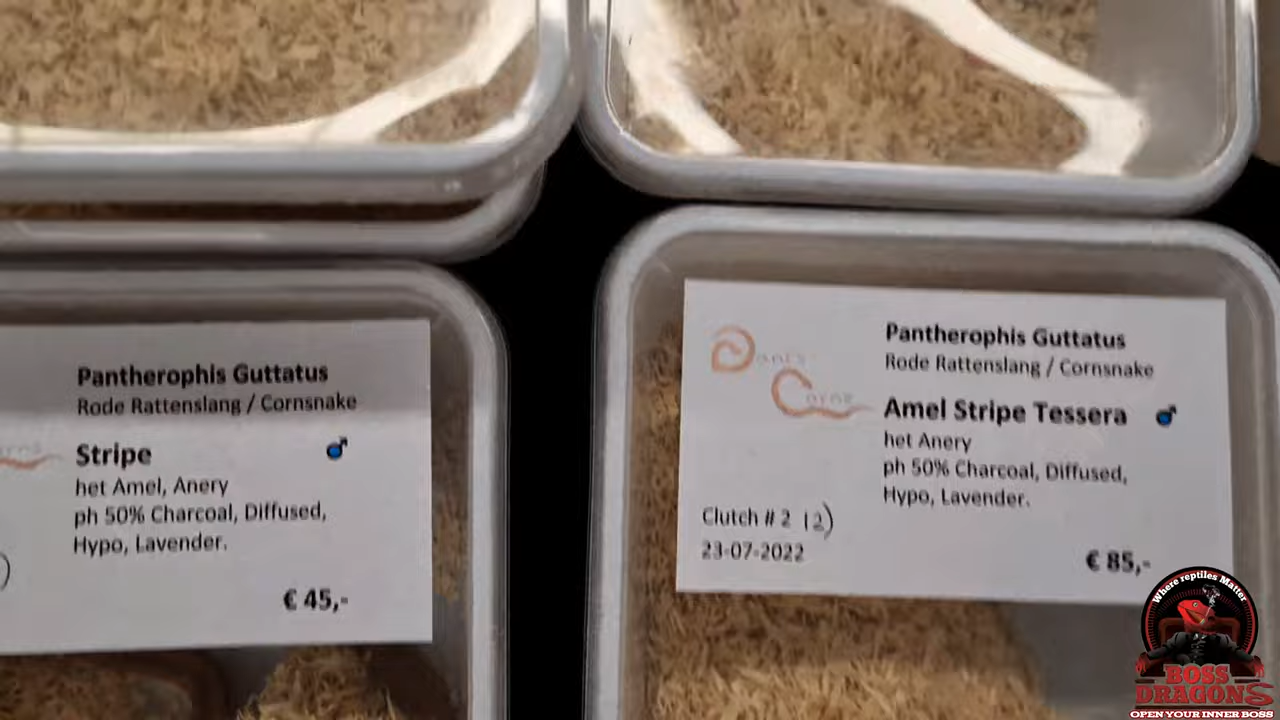 Pantherophis Guttatus
Rode Rattenslang / Cornsnake
Stripe
het Amel, Anery
ph 50% Charcoal, Diffused,
Hypo, Lavender.
€ 45,-
Pantherophis Guttatus
Rode Rattenslang / Cornsnake
Amel Stripe Tessera
het Anery
ph 50% Charcoal, Diffused,
Hypo, Lavender.
Clutch # 2 (2)
23-07-2022
€ 85,-
Where reptiles Matter
BOSS
DRAGONS
OPEN YOUR INNER BOSS